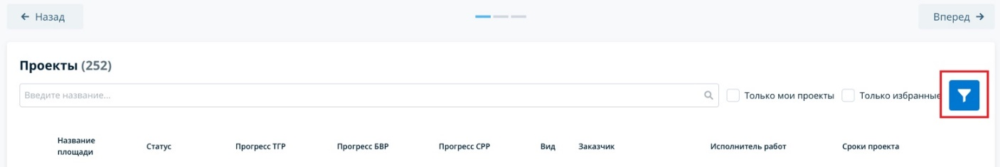 ← Назад
Вперед →
Проекты (252)
Введите название...
Только мои проекты
Только избранные
Название площади
Статус
Прогресс ТГР
Прогресс БВР
Прогресс СРР
Вид
Заказчик
Исполнитель работ
Сроки проекта